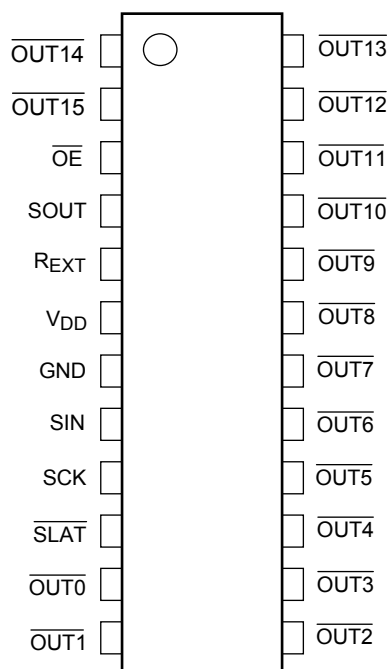 OUT14 OUT13
OUT15 OUT12
OE OUT11
SOUT OUT10
REXT OUT9
VDD OUT8
GND OUT7
SIN OUT6
SCK OUT5
SLAT OUT4
OUT0 OUT3
OUT1 OUT2